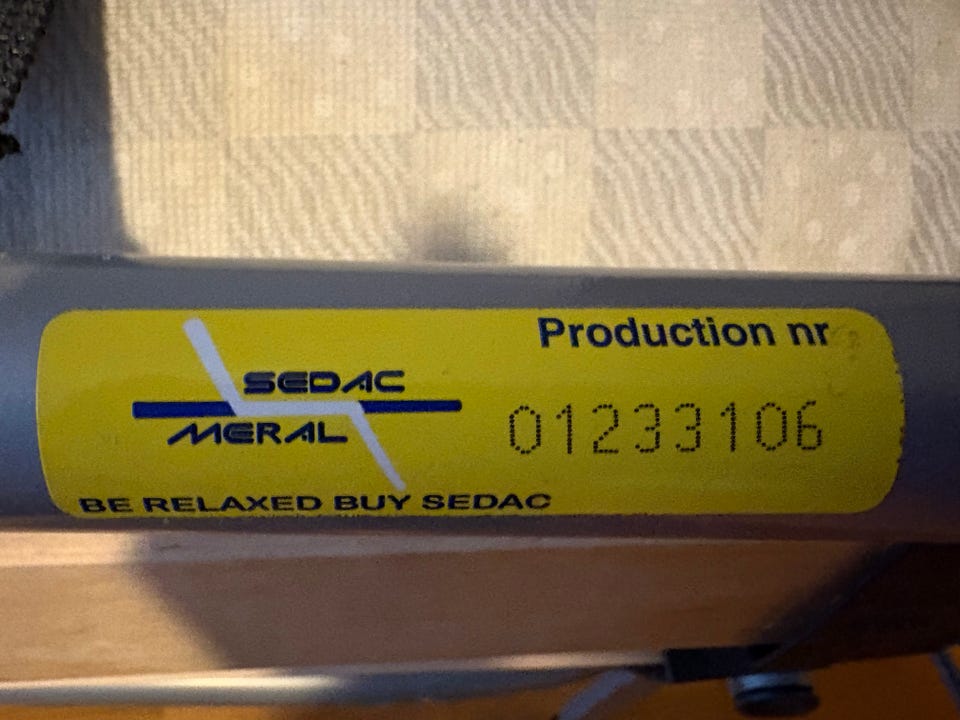 Production nr
SEDAC
MERAL
01233106
BE RELAXED BUY SEDAC